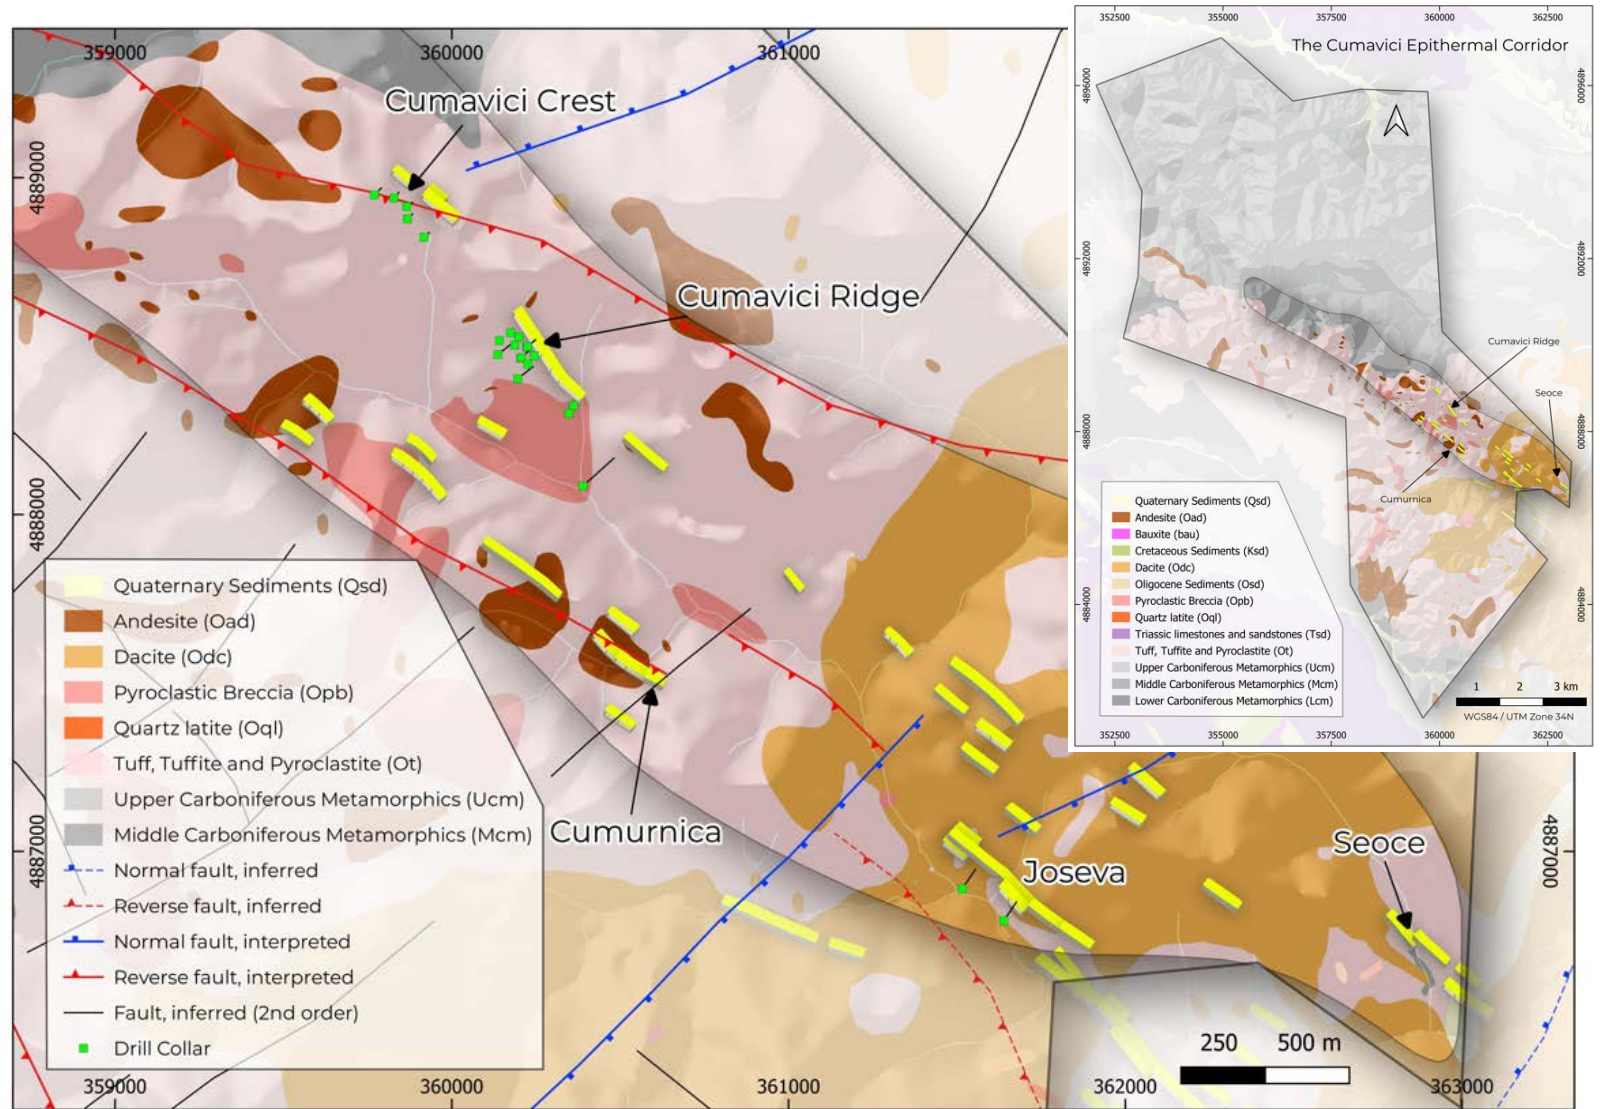 359000
360000
361000
4889000
4888000
4887000
Cumavici Crest
Cumavici Ridge
Cumurnica
Joseva
Seoce
4887000
Quaternary Sediments (Qsd)
Andesite (Oad)
Dacite (Odc)
Pyroclastic Breccia (Opb)
Quartz latite (Oql)
Tuff, Tuffite and Pyroclastite (Ot)
Upper Carboniferous Metamorphics (Ucm)
Middle Carboniferous Metamorphics (Mcm)
Normal fault, inferred
Reverse fault, inferred
Normal fault, interpreted
Reverse fault, interpreted
Fault, inferred (2nd order)
Drill Collar
250 500 m
359000
360000
361000
362000
363000
352500
355000
357500
360000
362500
The Cumavici Epithermal Corridor
4896000
4896000
4892000
4892000
Cumavici Ridge
Seoce
4888000
4888000
Cumurnica
4884000
4884000
Quaternary Sediments (Qsd)
Andesite (Oad)
Bauxite (bau)
Cretaceous Sediments (Ksd)
Dacite (Odc)
Oligocene Sediments (Osd)
Pyroclastic Breccia (Opb)
Quartz latite (Oql)
Triassic limestones and sandstones (Tsd)
Tuff, Tuffite and Pyroclastite (Ot)
Upper Carboniferous Metamorphics (Ucm)
Middle Carboniferous Metamorphics (Mcm)
Lower Carboniferous Metamorphics (Lcm)
1 2 3 km
WGS84 / UTM Zone 34N
352500
355000
357500
360000
362500